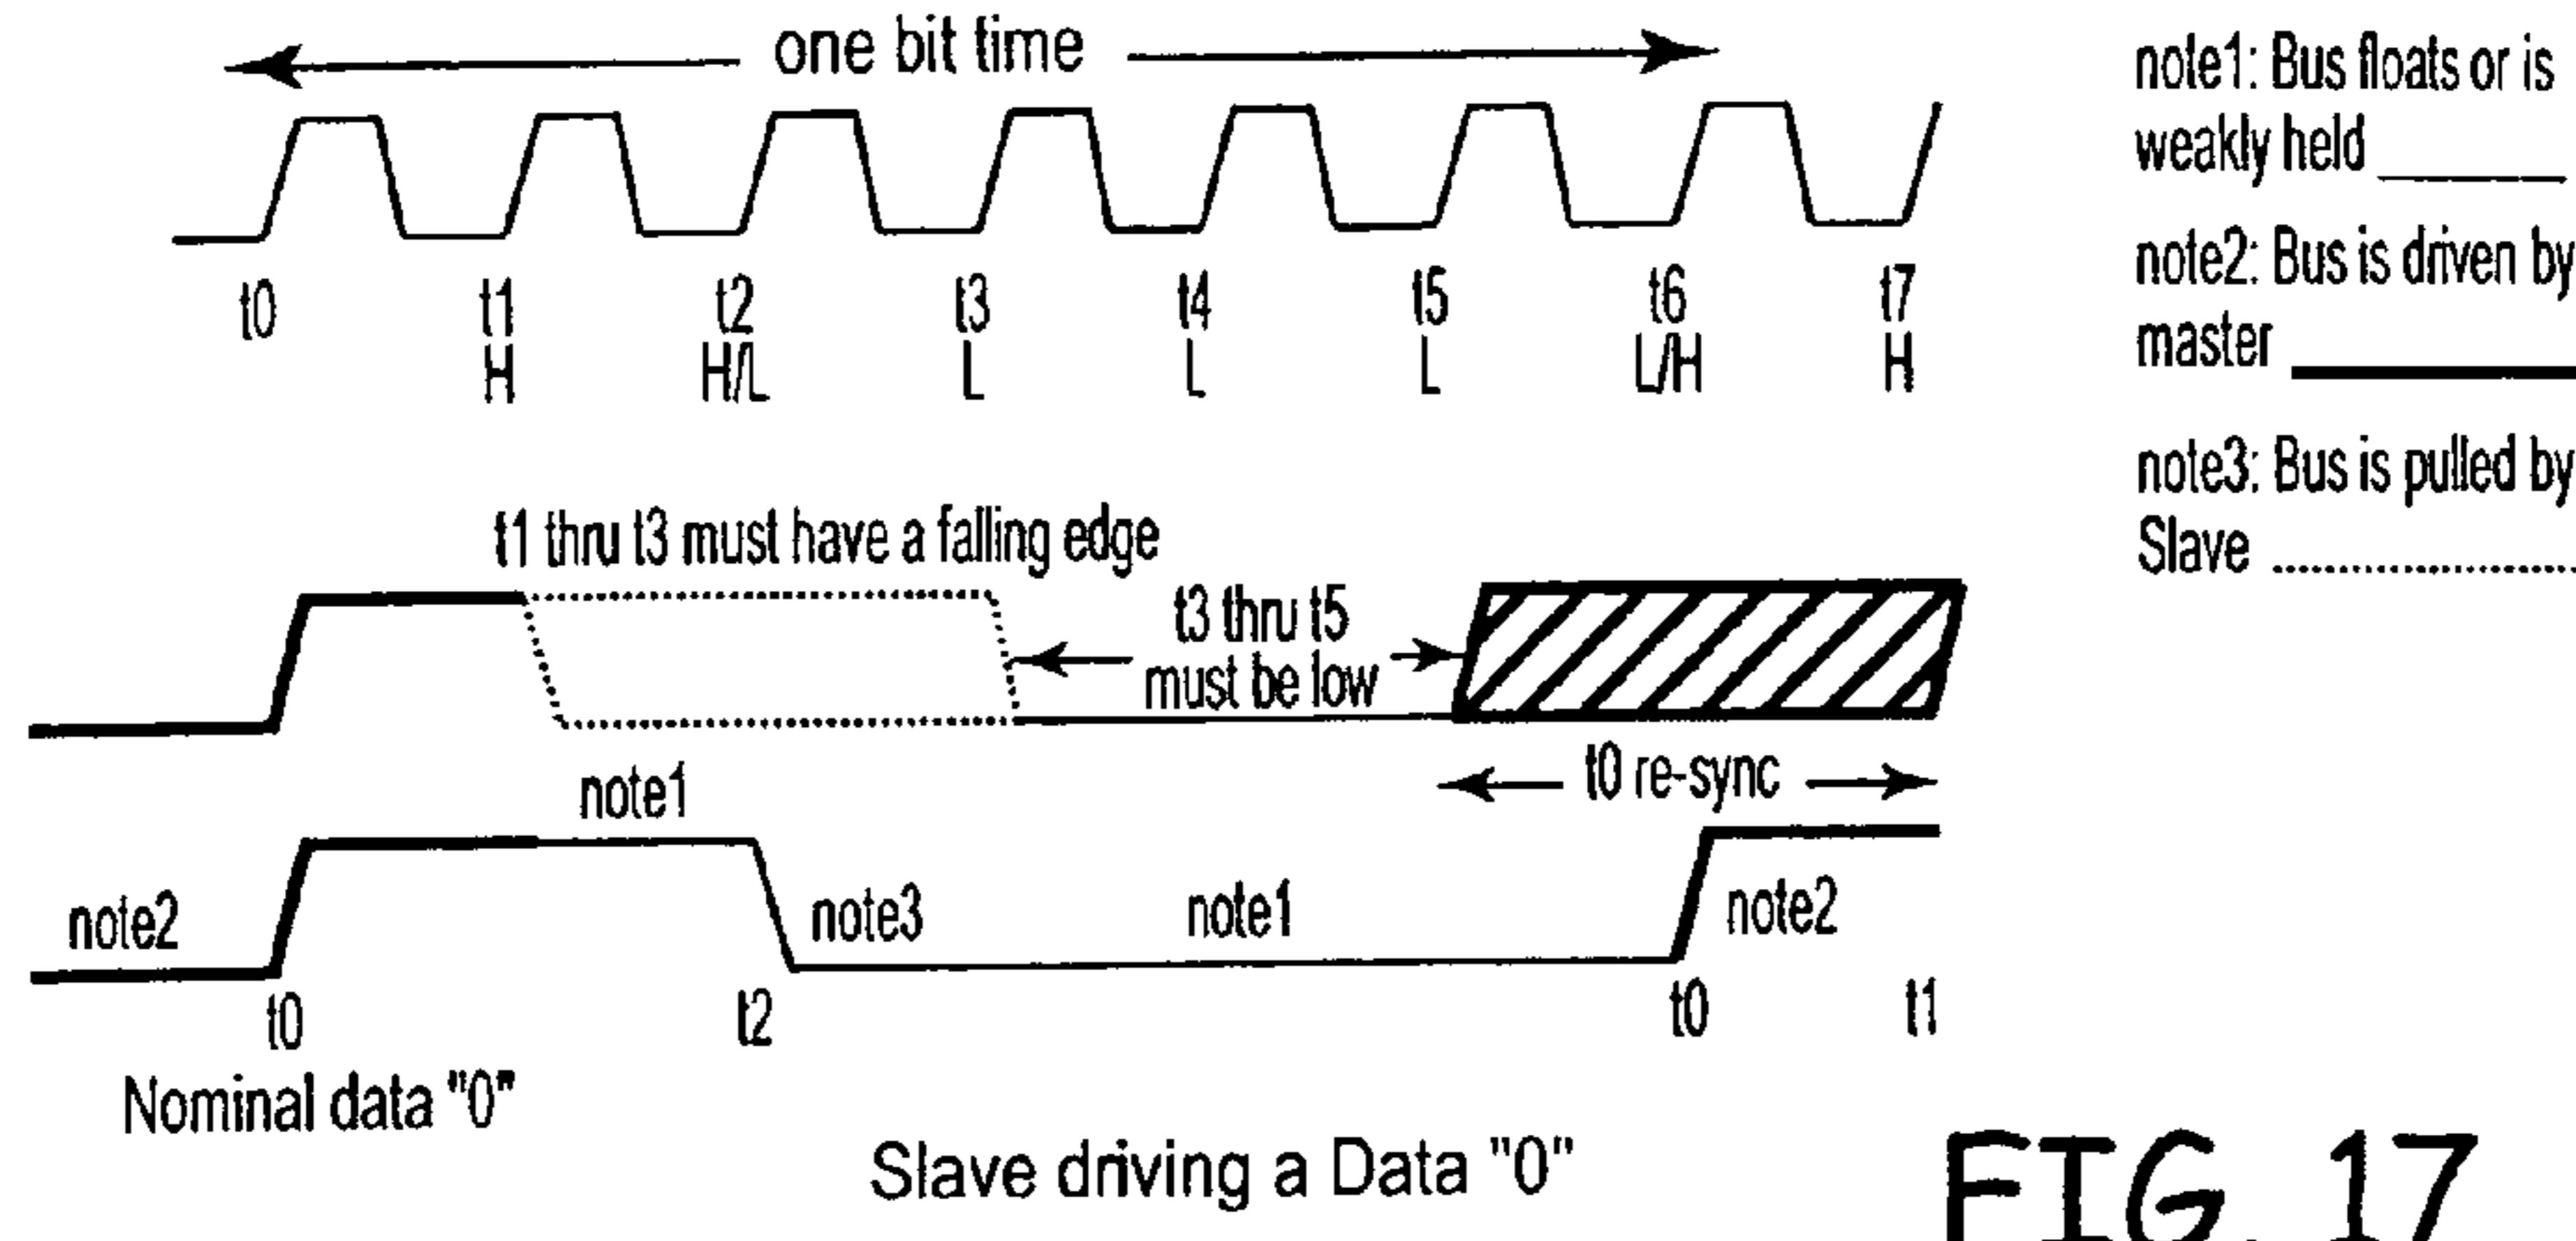 one bit time
t0 t1 t2 t3 t4 t5 t6 t7
H H/L L L L L/H H
note1: Bus floats or is
weakly held
note2: Bus is driven by
master
note3: Bus is pulled by
Slave
t1 thru t3 must have a falling edge
t3 thru t5
must be low
t0 re-sync
note1
note2 note3 note1 note2
t0 t2 t0 t1
Nominal data "0"
Slave driving a Data "0"
FIG. 17